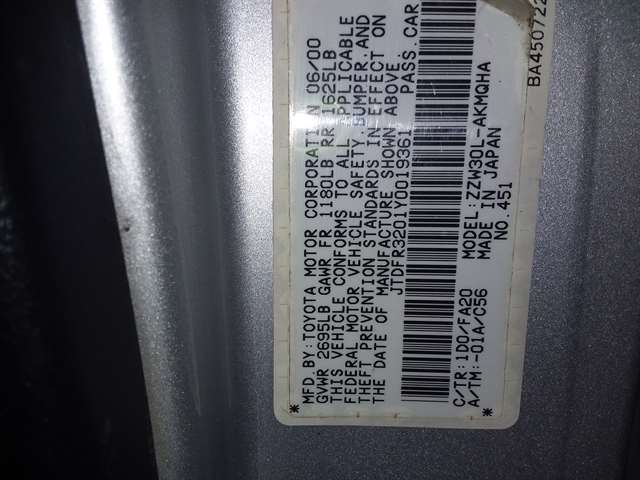 MFD.BY:TOYOTA MOTOR CORPORATION 06/00
GVWR 2695LB GAWR FR 1180LB RR 1625LB
THIS VEHICLE CONFORMS TO ALL APPLICABLE
FEDERAL MOTOR VEHICLE SAFETY, BUMPER, AND
THEFT PREVENTION STANDARDS IN EFFECT ON
THE DATE OF MANUFACTURE SHOWN ABOVE.
JTDFR3201Y0019361 PASS.CAR
C/TR:1D0/FA20 MODEL:ZZW30L-AKMQHA
A/TM:-01A/C56 MADE IN JAPAN
NO.451
BA450722